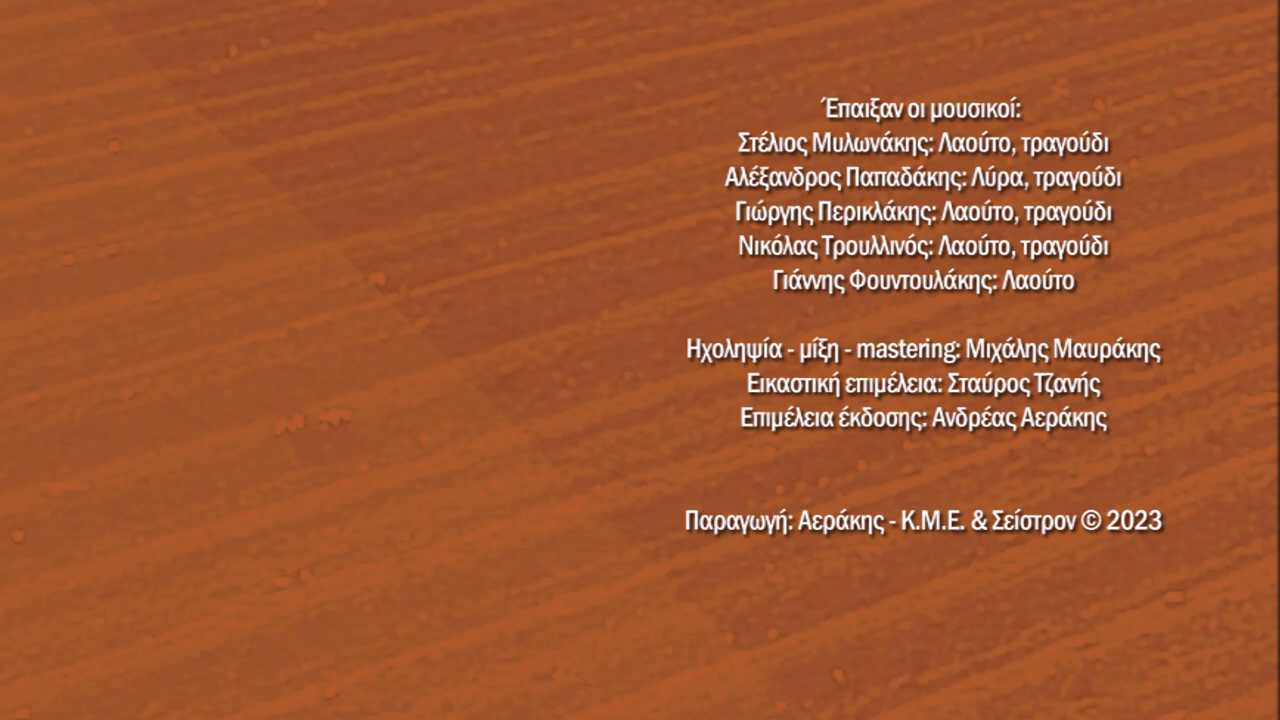 Έπαιξαν οι μουσικοί:
Στέλιος Μυλωνάκης: Λαούτο, τραγούδι
Αλέξανδρος Παπαδάκης: Λύρα, τραγούδι
Γιώργης Περικλάκης: Λαούτο, τραγούδι
Νικόλας Τρουλλινός: Λαούτο, τραγούδι
Γιάννης Φουντουλάκης: Λαούτο
Ηχοληψία - μίξη - mastering: Μιχάλης Μαυράκης
Εικαστική επιμέλεια: Σταύρος Τζανής
Επιμέλεια έκδοσης: Ανδρέας Αεράκης
Παραγωγή: Αεράκης - Κ.Μ.Ε. & Σείστρον © 2023